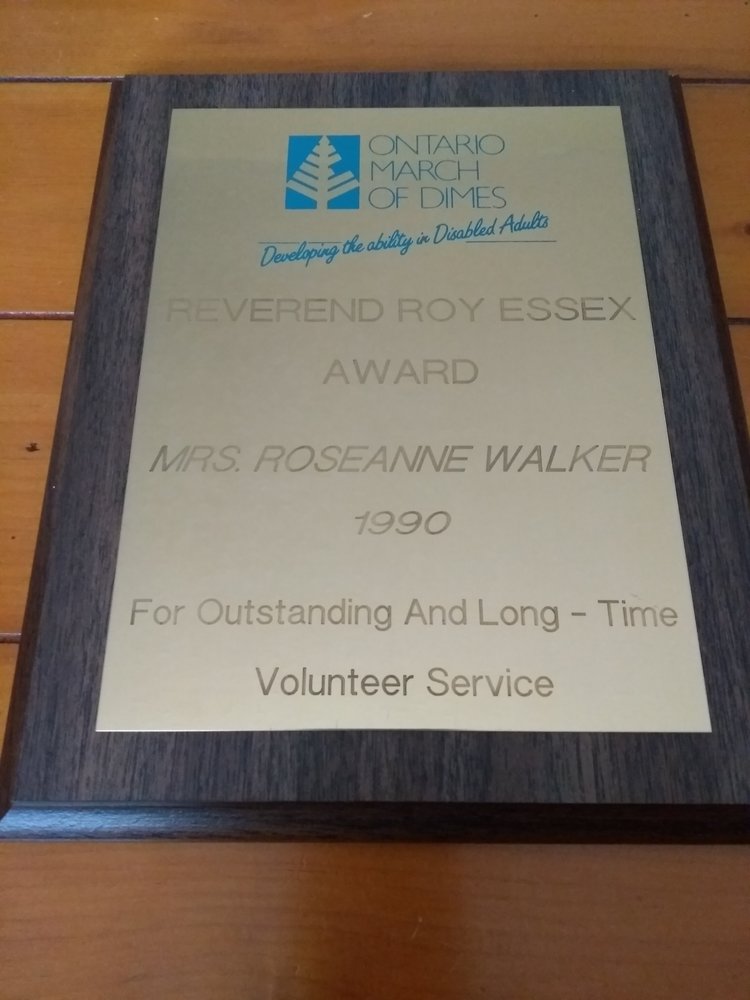 ONTARIO
MARCH
OF DIMES
Developing the ability in Disabled Adults
REVEREND ROY ESSEX
AWARD
MRS. ROSEANNE WALKER
1990
For Outstanding And Long - Time
Volunteer Service